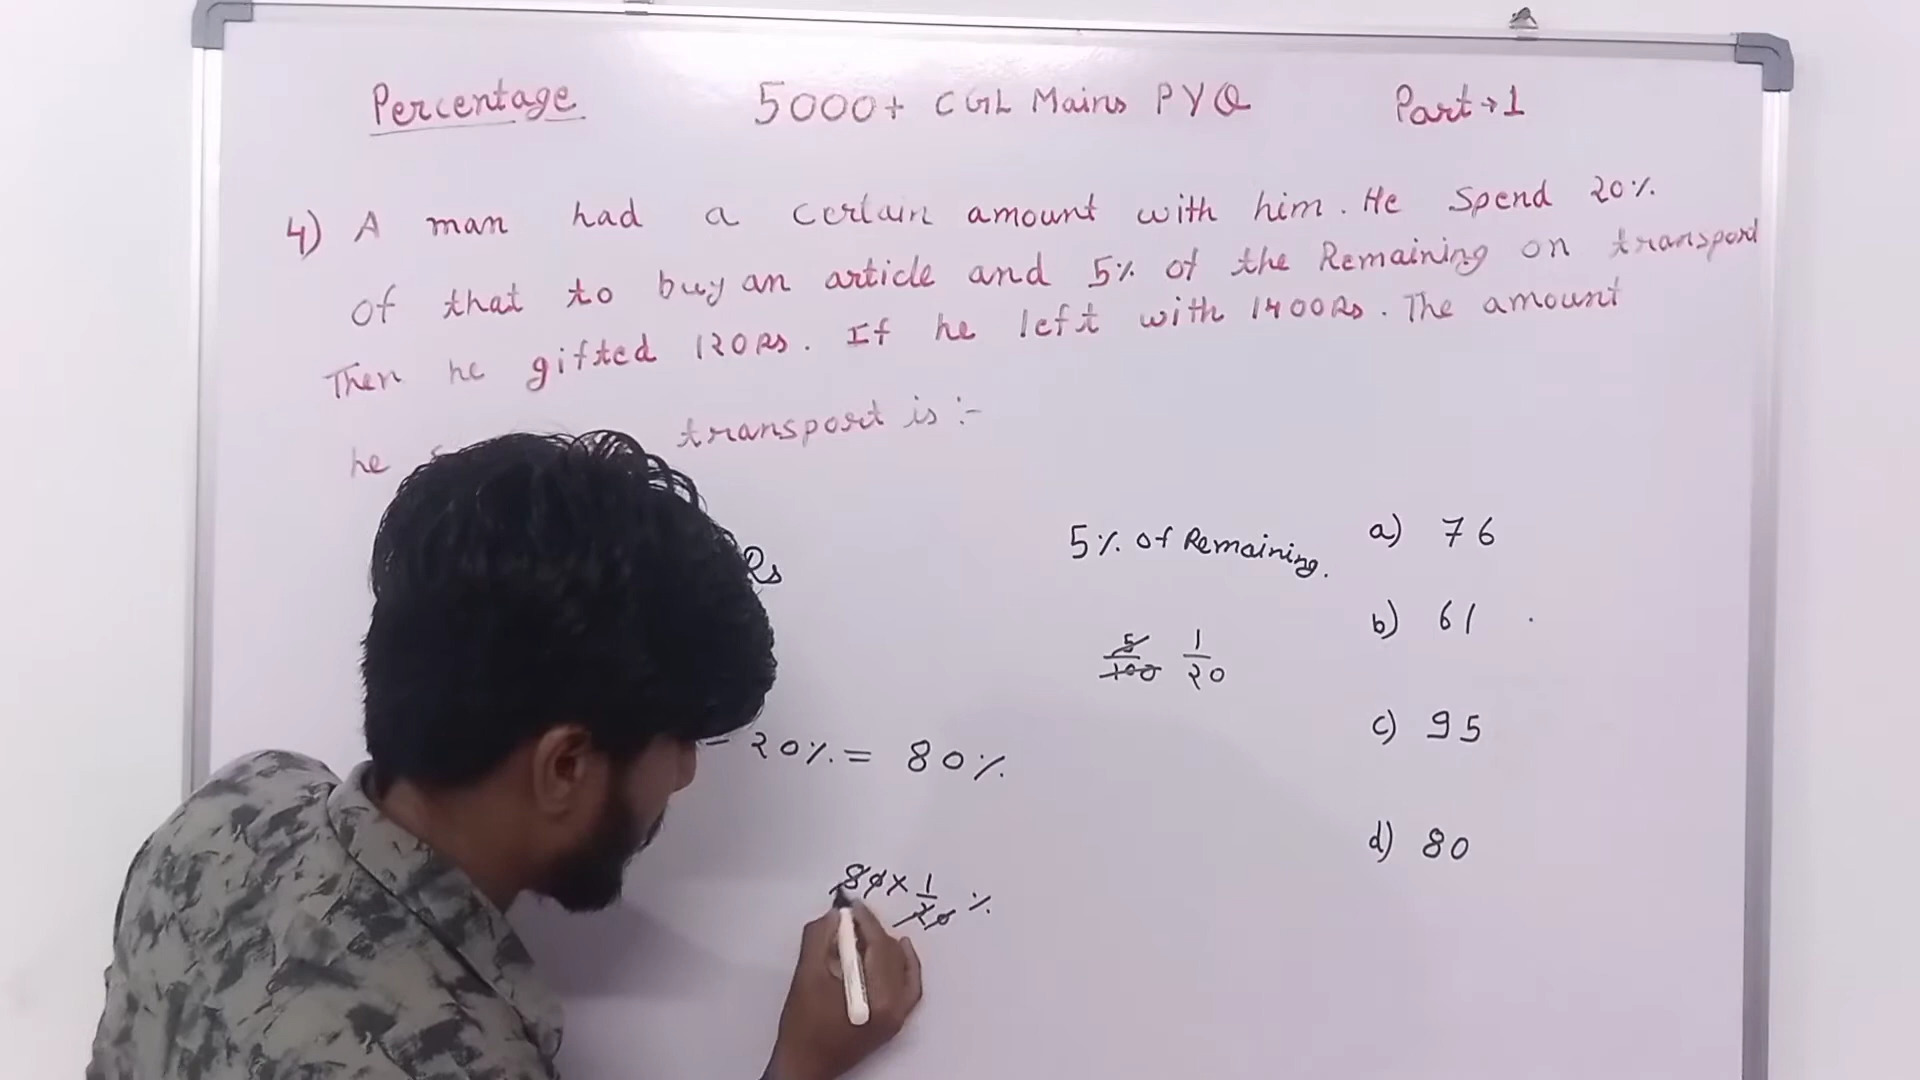 Percentage 5000+ CGL Mains PYQ Part→1
4) A man had a certain amount with him. He Spend 20%
of that to buy an article and 5% of the Remaining on transport
Then he gifted 120Rs. If he left with 1400Rs. The amount
he transport is :-
Rs
5% of Remaining.
5/100 1/20
- 20% = 80%
80 × 1/20 %
a) 76
b) 61
c) 95
d) 80